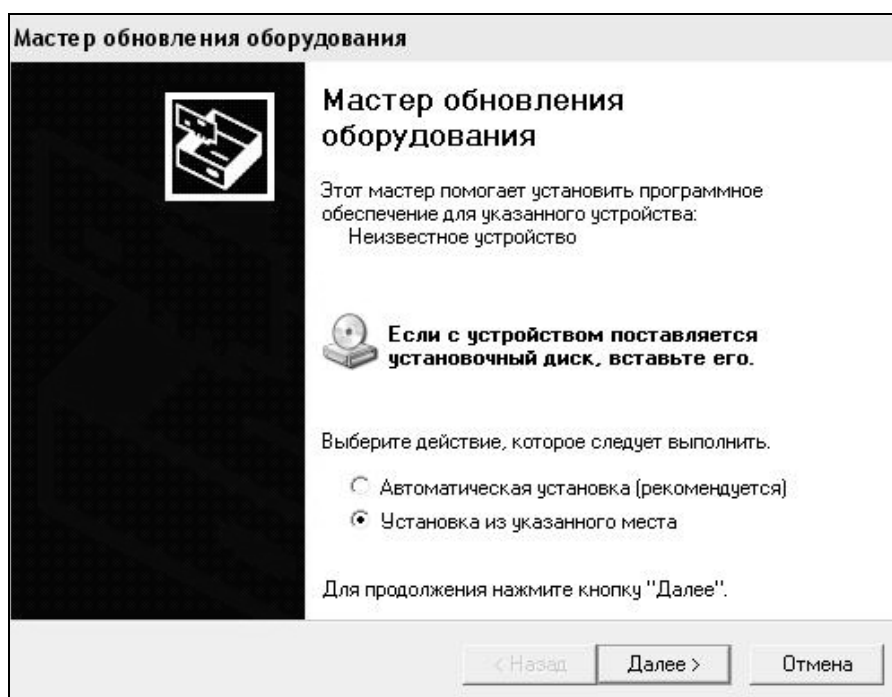 Мастер обновления оборудования
Мастер обновления
оборудования
Этот мастер помогает установить программное
обеспечение для указанного устройства:
Неизвестное устройство
Если с устройством поставляется
установочный диск, вставьте его.
Выберите действие, которое следует выполнить.
Автоматическая установка (рекомендуется)
Установка из указанного места
Для продолжения нажмите кнопку "Далее".
< Назад Далее > Отмена